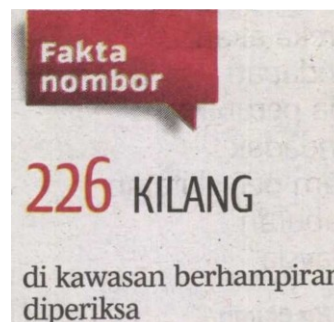 Fakta
nombor
226 KILANG
di kawasan berhampiran
diperiksa